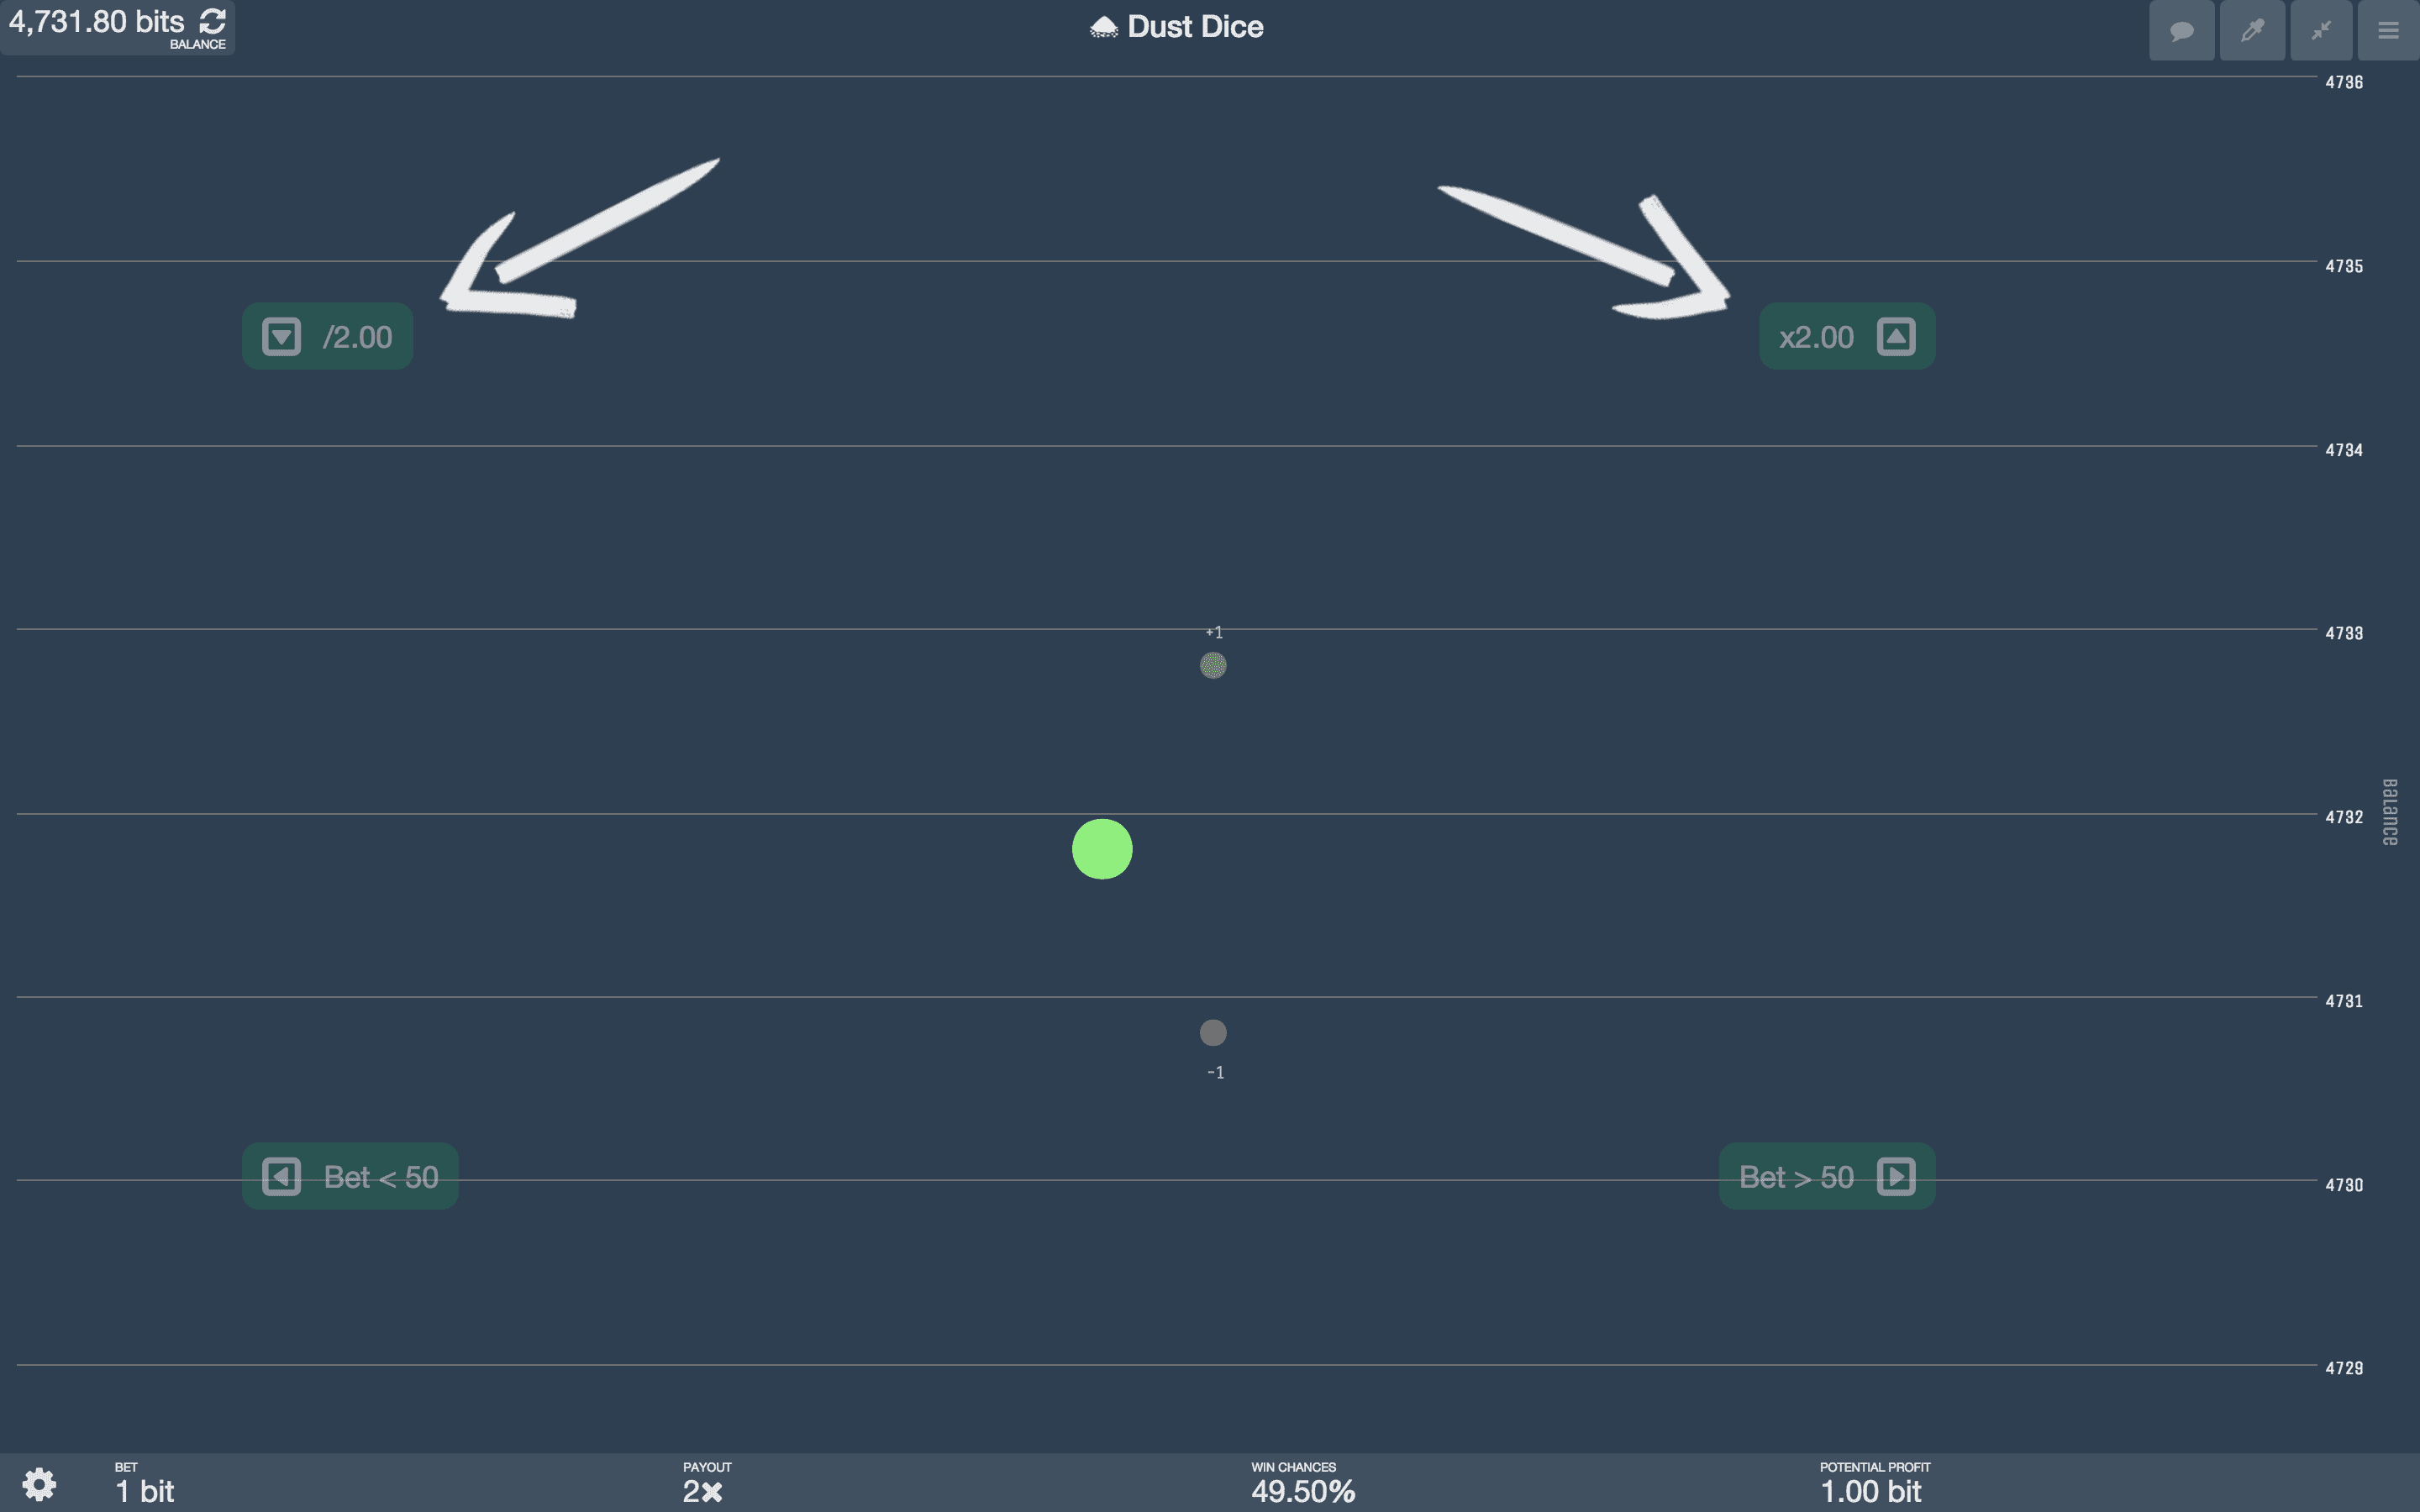 4,731.80 bits
BALANCE
Dust Dice
4736
4735
/2.00
x2.00
4734
+1
4733
4732
Balance
4731
-1
Bet < 50
Bet > 50
4730
4729
BET
1 bit
PAYOUT
2×
WIN CHANCES
49.50%
POTENTIAL PROFIT
1.00 bit